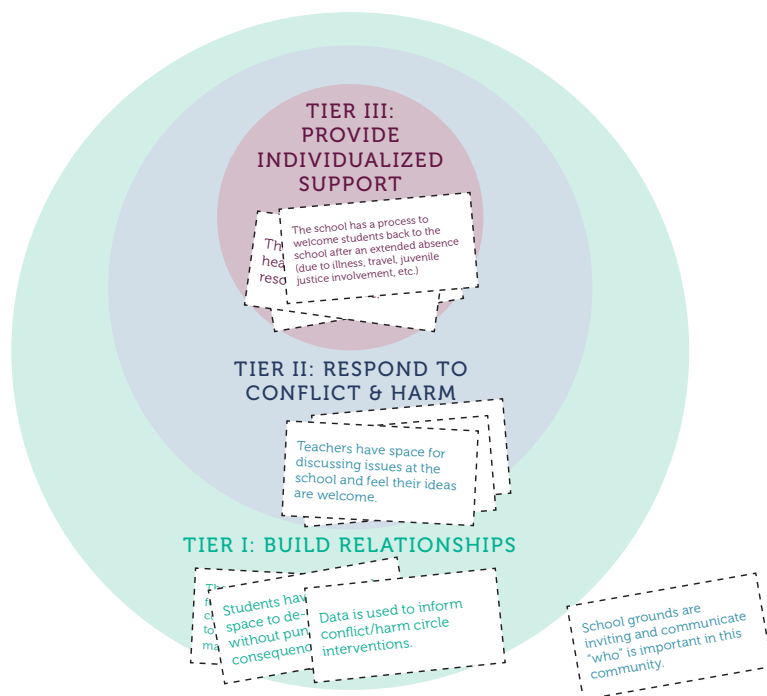 TIER III:
PROVIDE
INDIVIDUALIZED
SUPPORT
The school has a process to
welcome students back to the
school after an extended absence
(due to illness, travel, juvenile
justice involvement, etc.)
TIER II: RESPOND TO
CONFLICT & HARM
Teachers have space for
discussing issues at the
school and feel their ideas
are welcome.
TIER I: BUILD RELATIONSHIPS
Students
space to de-
without
Data is used to inform
conflict/harm circle
interventions.
School grounds are
inviting and communicate
“who” is important in this
community.